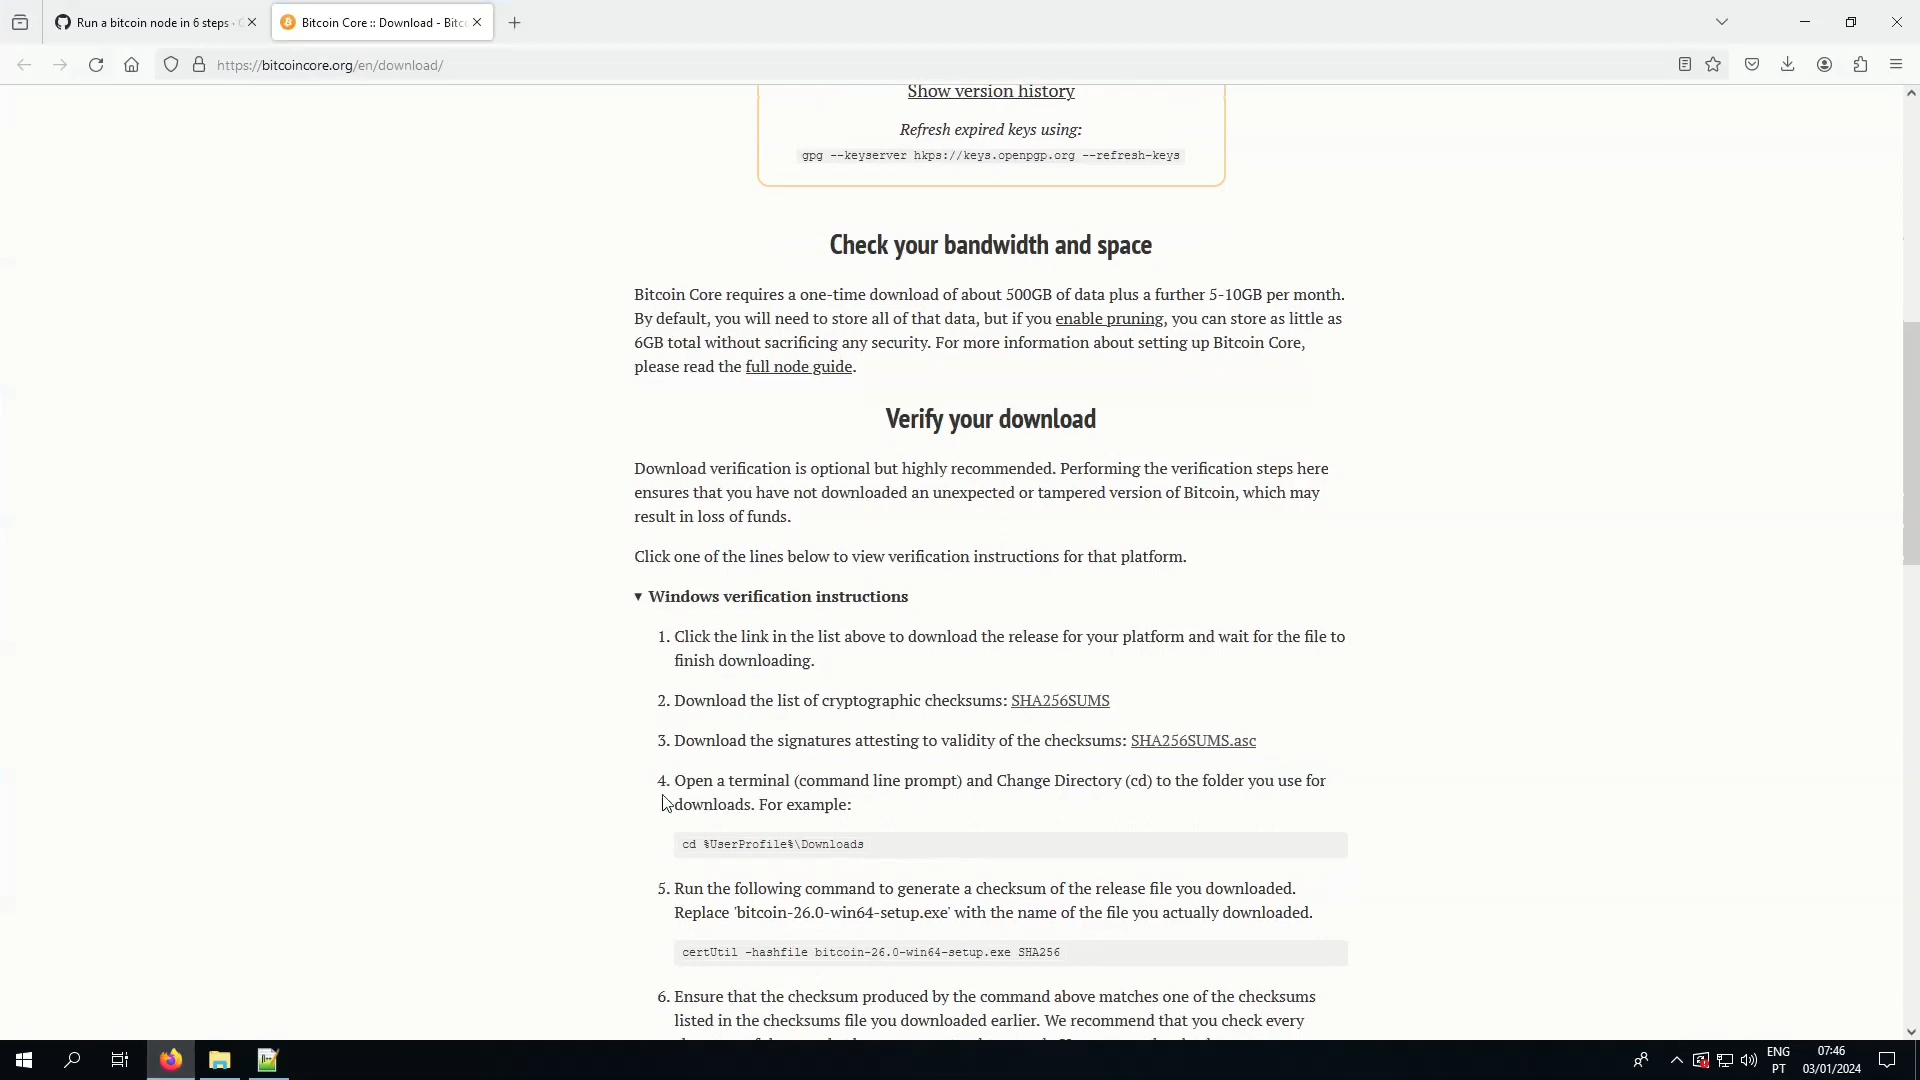 Run a bitcoin node in 6 steps ·
Bitcoin Core :: Download - Bitc
https://bitcoincore.org/en/download/
Show version history
Refresh expired keys using:
gpg --keyserver hkps://keys.openpgp.org --refresh-keys
Check your bandwidth and space
Bitcoin Core requires a one-time download of about 500GB of data plus a further 5-10GB per month.
By default, you will need to store all of that data, but if you enable pruning, you can store as little as
6GB total without sacrificing any security. For more information about setting up Bitcoin Core,
please read the full node guide.
Verify your download
Download verification is optional but highly recommended. Performing the verification steps here
ensures that you have not downloaded an unexpected or tampered version of Bitcoin, which may
result in loss of funds.
Click one of the lines below to view verification instructions for that platform.
Windows verification instructions
1. Click the link in the list above to download the release for your platform and wait for the file to
finish downloading.
2. Download the list of cryptographic checksums: SHA256SUMS
3. Download the signatures attesting to validity of the checksums: SHA256SUMS.asc
4. Open a terminal (command line prompt) and Change Directory (cd) to the folder you use for
downloads. For example:
cd %UserProfile%\Downloads
5. Run the following command to generate a checksum of the release file you downloaded.
Replace 'bitcoin-26.0-win64-setup.exe' with the name of the file you actually downloaded.
certUtil -hashfile bitcoin-26.0-win64-setup.exe SHA256
6. Ensure that the checksum produced by the command above matches one of the checksums
listed in the checksums file you downloaded earlier. We recommend that you check every
ENG
PT
07:46
03/01/2024